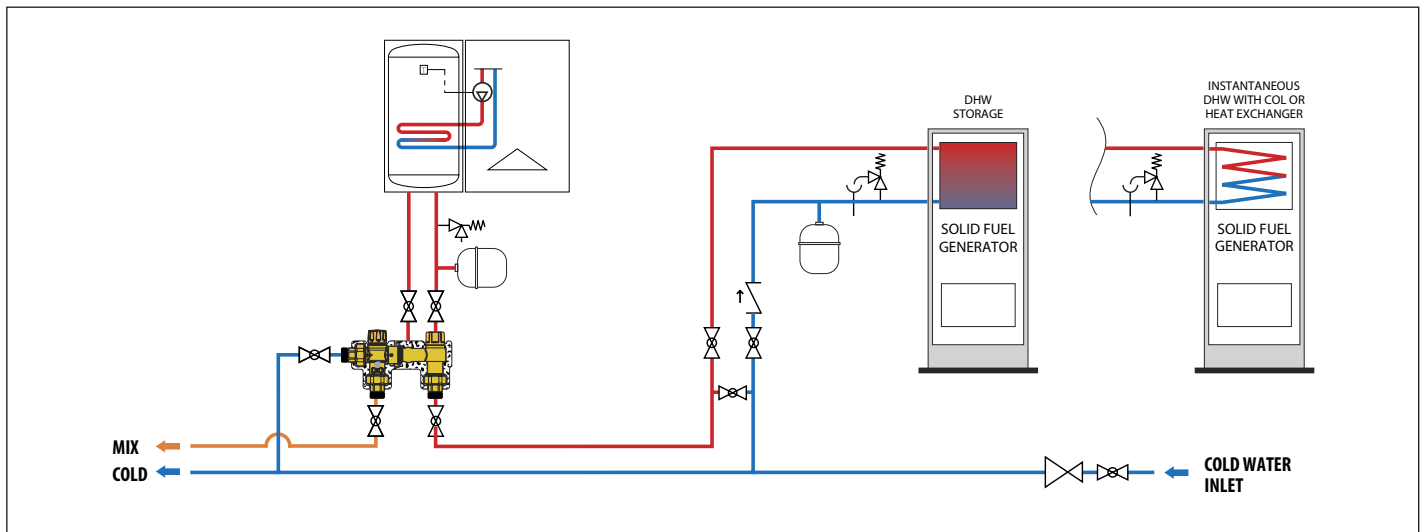 DHW
STORAGE
INSTANTANEOUS
DHW WITH COL OR
HEAT EXCHANGER
T
SOLID FUEL
GENERATOR
SOLID FUEL
GENERATOR
MIX
COLD
COLD WATER
INLET